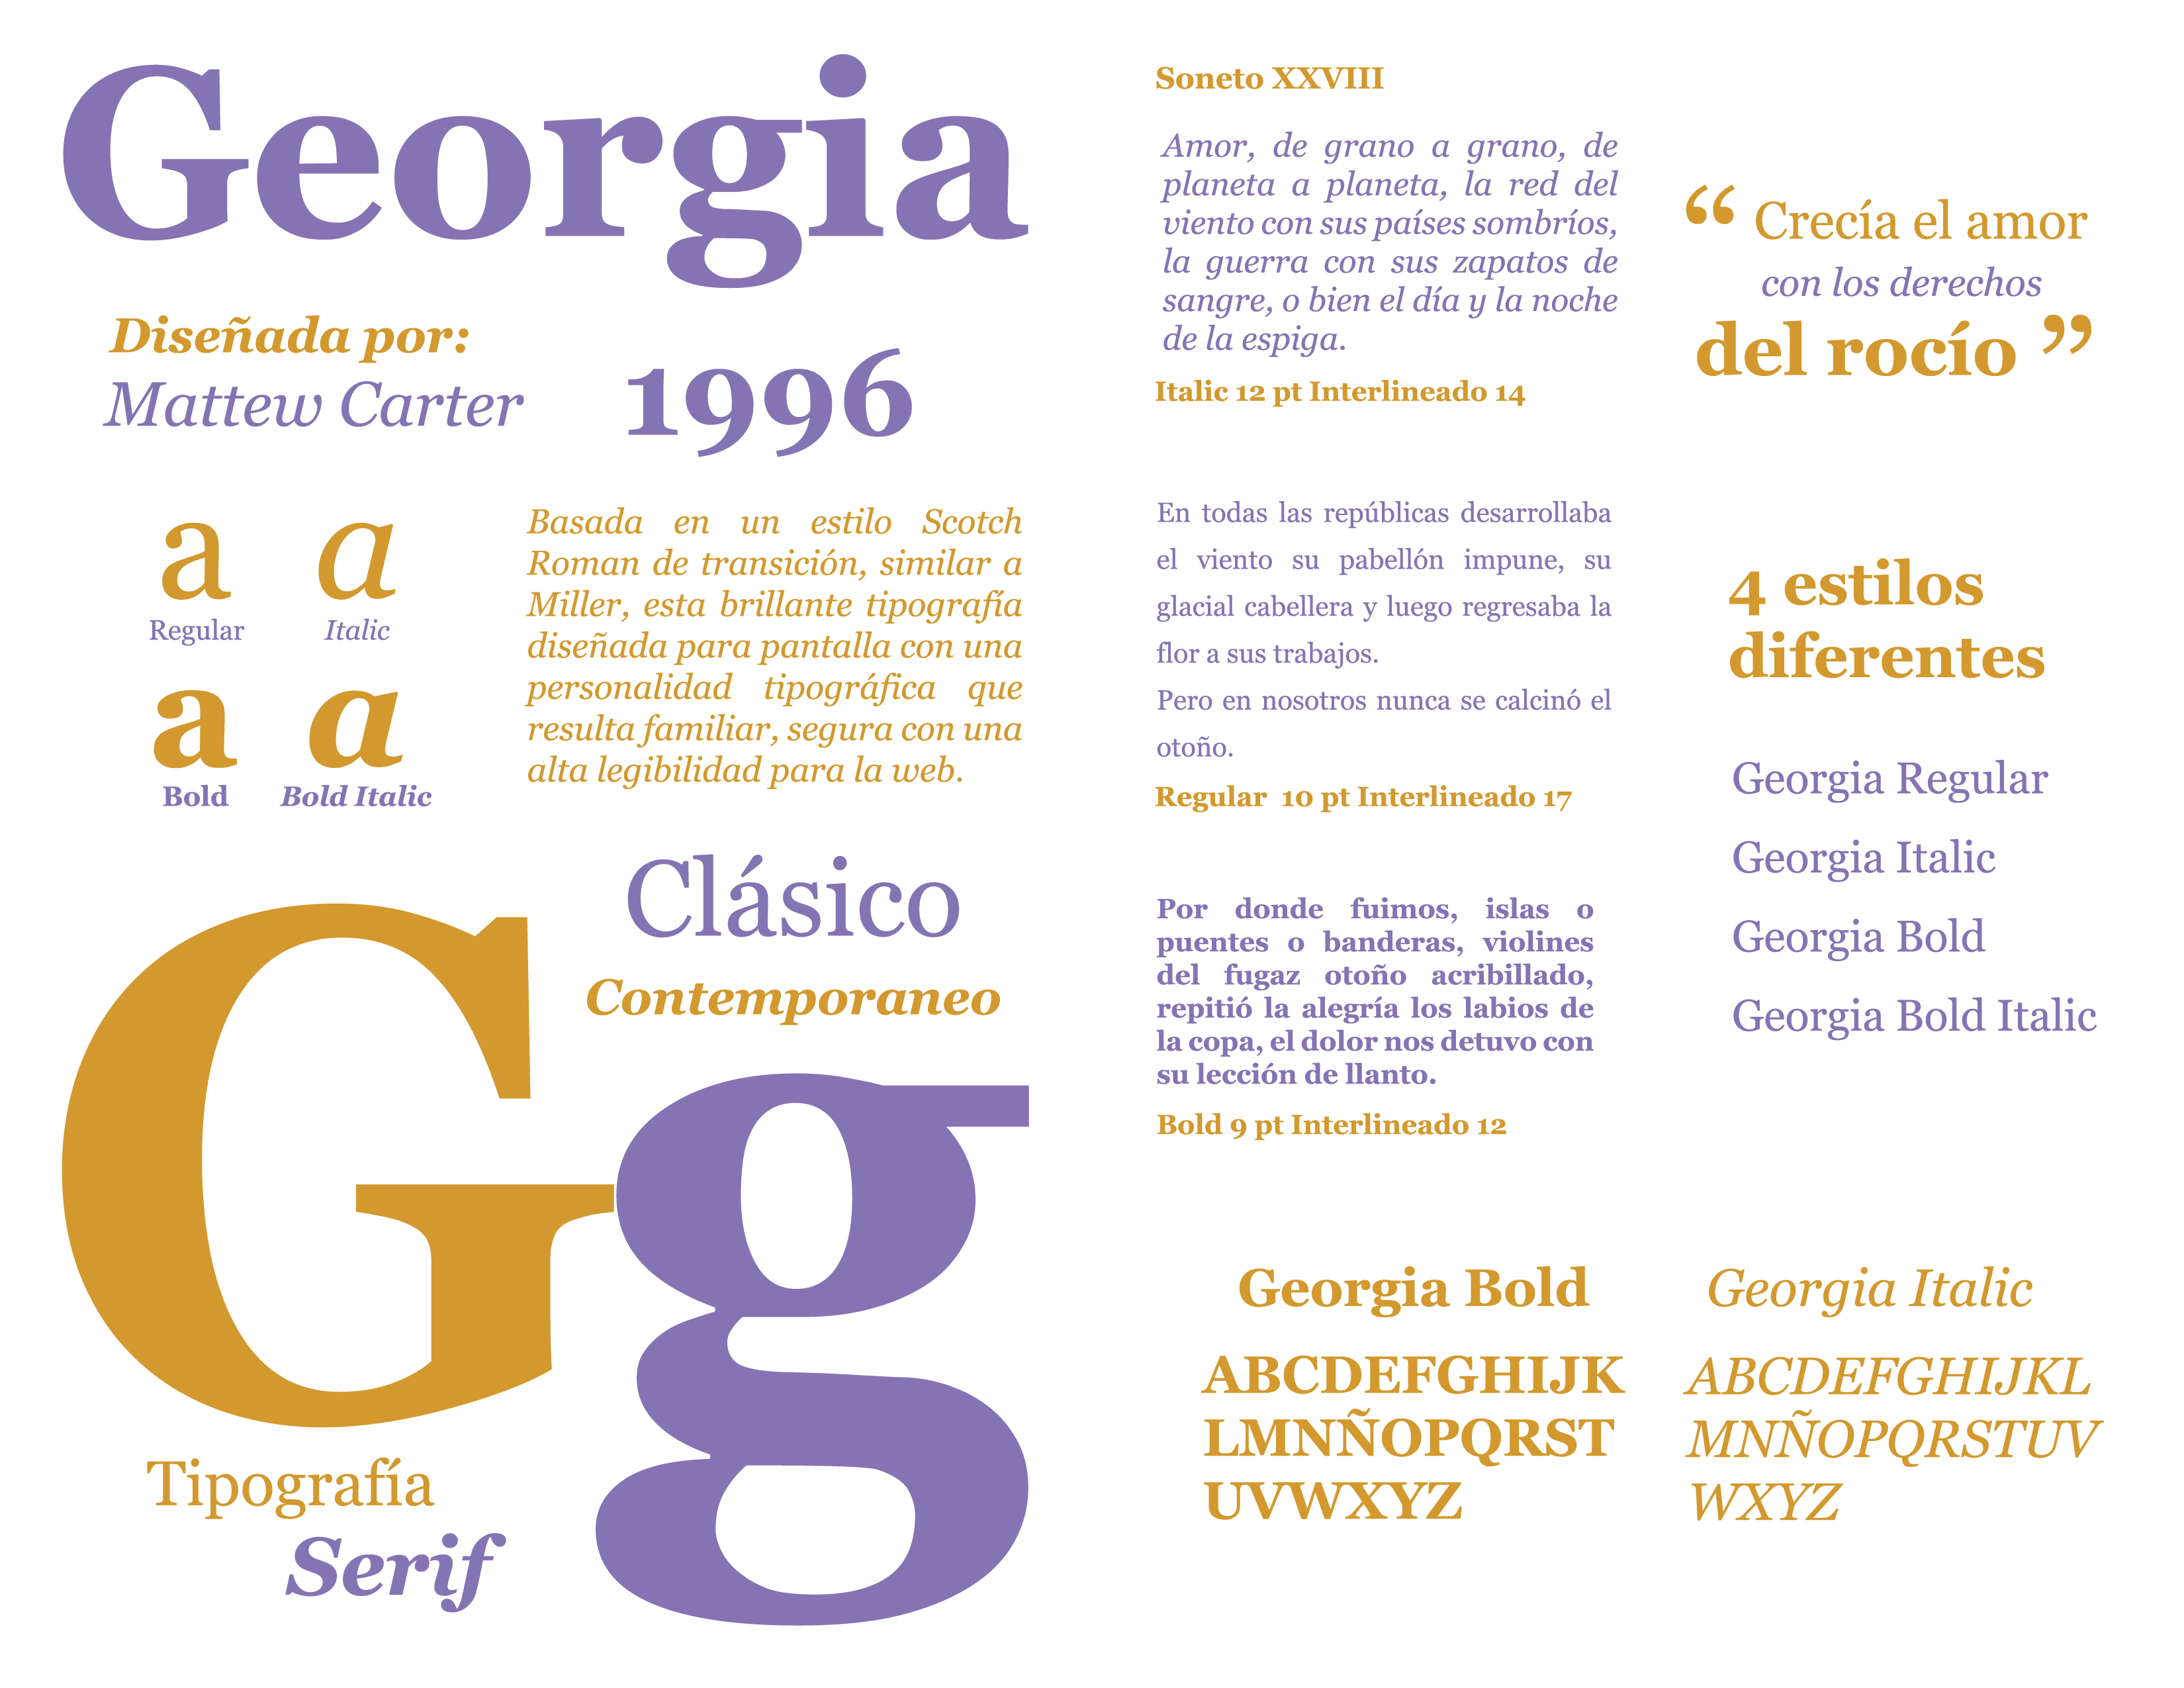 Georgia
Diseñada por:
Mattew Carter
1996
a a
Regular Italic
a a
Bold Bold Italic
Basada en un estilo Scotch
Roman de transición, similar a
Miller, esta brillante tipografía
diseñada para pantalla con una
personalidad tipográfica que
resulta familiar, segura con una
alta legibilidad para la web.
Clásico
Contemporaneo
Gg
Tipografía
Serif
Soneto XXVIII
Amor, de grano a grano, de
planeta a planeta, la red del
viento con sus países sombríos,
la guerra con sus zapatos de
sangre, o bien el día y la noche
de la espiga.
Italic 12 pt Interlineado 14
En todas las repúblicas desarrollaba
el viento su pabellón impune, su
glacial cabellera y luego regresaba la
flor a sus trabajos.
Pero en nosotros nunca se calcinó el
otoño.
Regular 10 pt Interlineado 17
Por donde fuimos, islas o
puentes o banderas, violines
del fugaz otoño acribillado,
repitió la alegría los labios de
la copa, el dolor nos detuvo con
su lección de llanto.
Bold 9 pt Interlineado 12
“ Crecía el amor
con los derechos
del rocío ”
4 estilos
diferentes
Georgia Regular
Georgia Italic
Georgia Bold
Georgia Bold Italic
Georgia Bold
ABCDEFGHIJK
LMNÑOPQRST
UVWXYZ
Georgia Italic
ABCDEFGHIJKL
MNÑOPQRSTUV
WXYZ